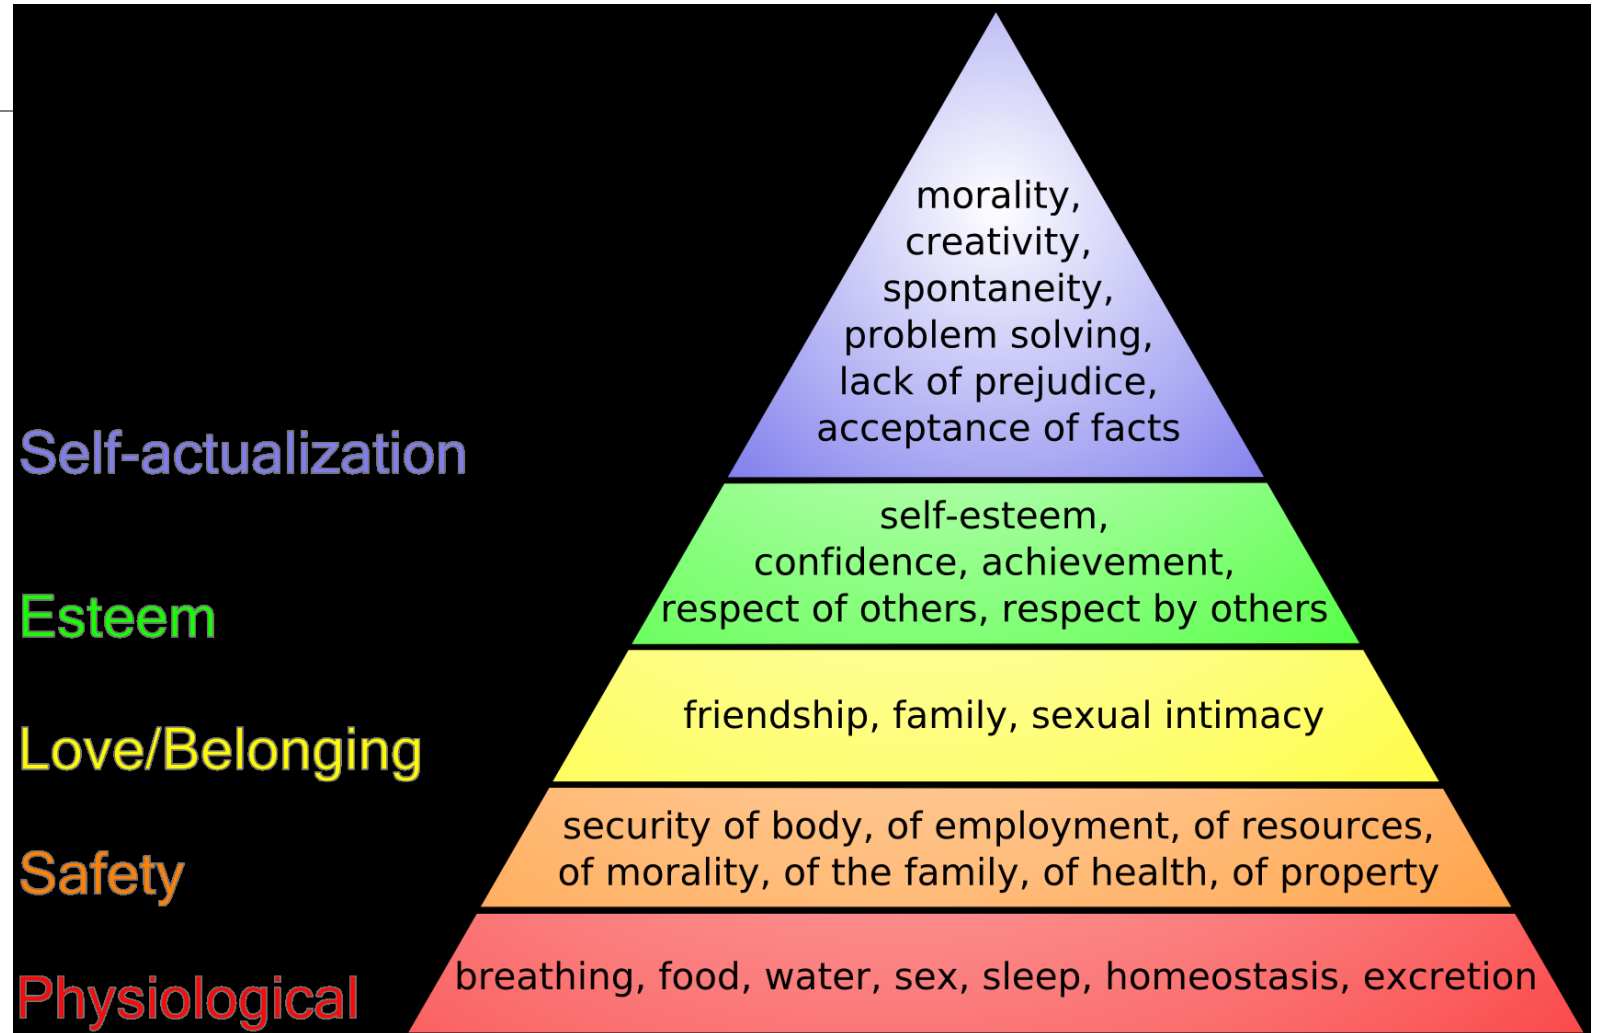 morality,
creativity,
spontaneity,
problem solving,
lack of prejudice,
acceptance of facts
Self-actualization
self-esteem,
confidence, achievement,
respect of others, respect by others
Esteem
friendship, family, sexual intimacy
Love/Belonging
security of body, of employment, of resources,
of morality, of the family, of health, of property
Safety
breathing, food, water, sex, sleep, homeostasis, excretion
Physiological